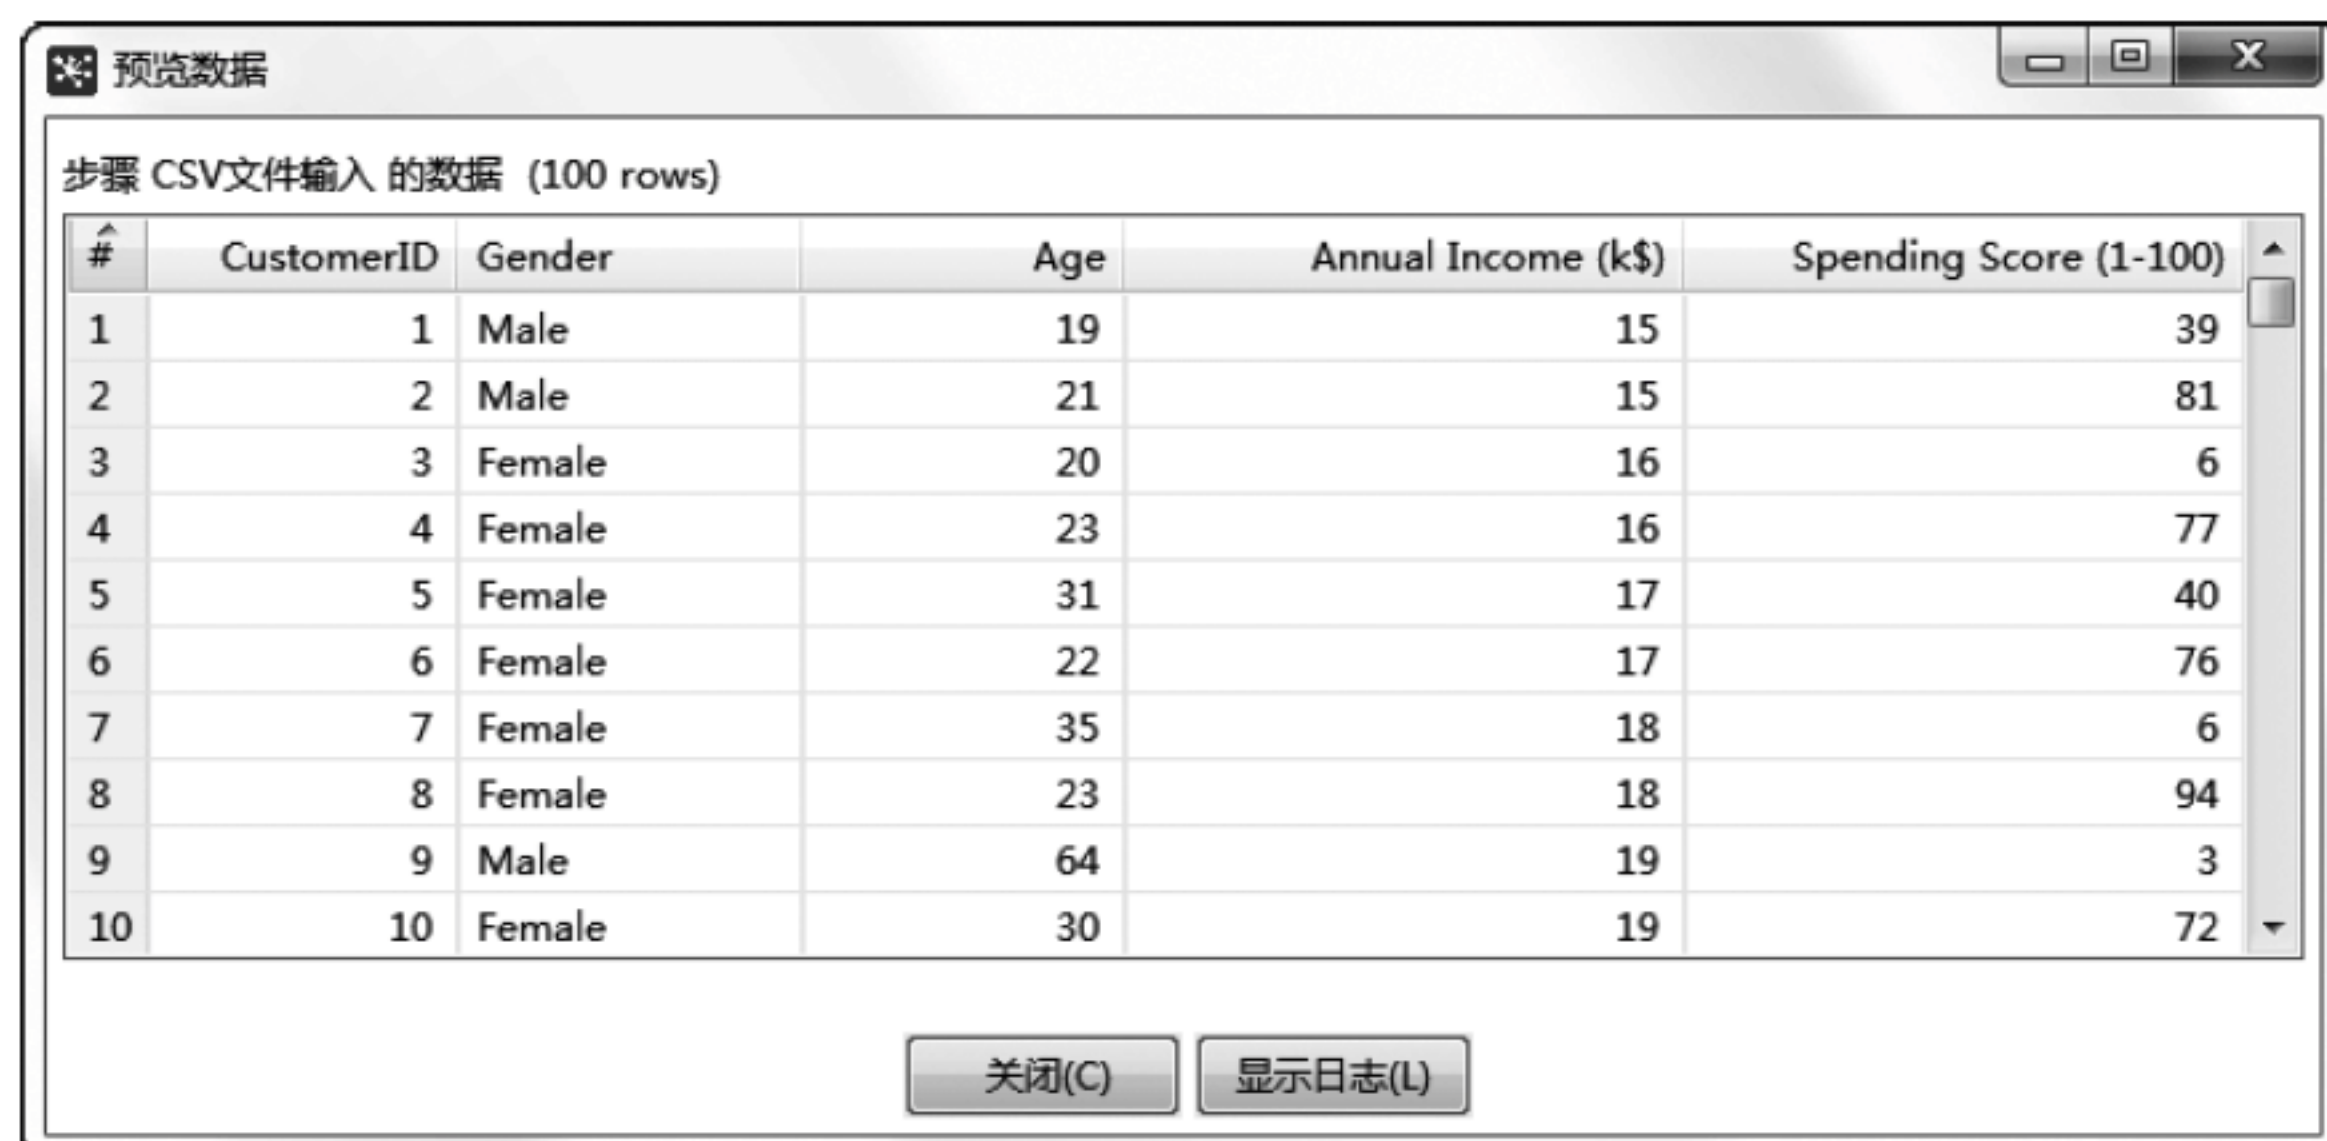 预览数据
步骤 CSV文件输入 的数据 (100 rows)
# CustomerID Gender Age Annual Income (k$) Spending Score (1-100)
1 1 Male 19 15 39
2 2 Male 21 15 81
3 3 Female 20 16 6
4 4 Female 23 16 77
5 5 Female 31 17 40
6 6 Female 22 17 76
7 7 Female 35 18 6
8 8 Female 23 18 94
9 9 Male 64 19 3
10 10 Female 30 19 72
关闭(C) 显示日志(L)